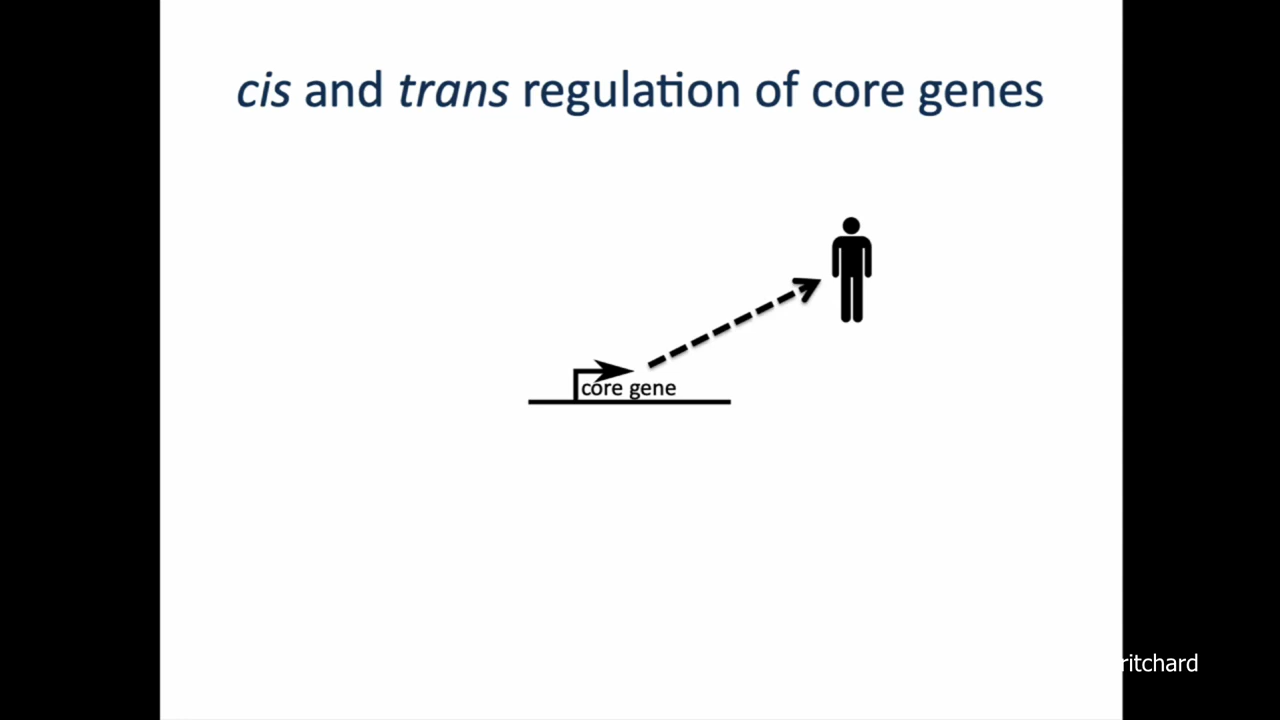 cis and trans regulation of core genes
core gene
ritchard